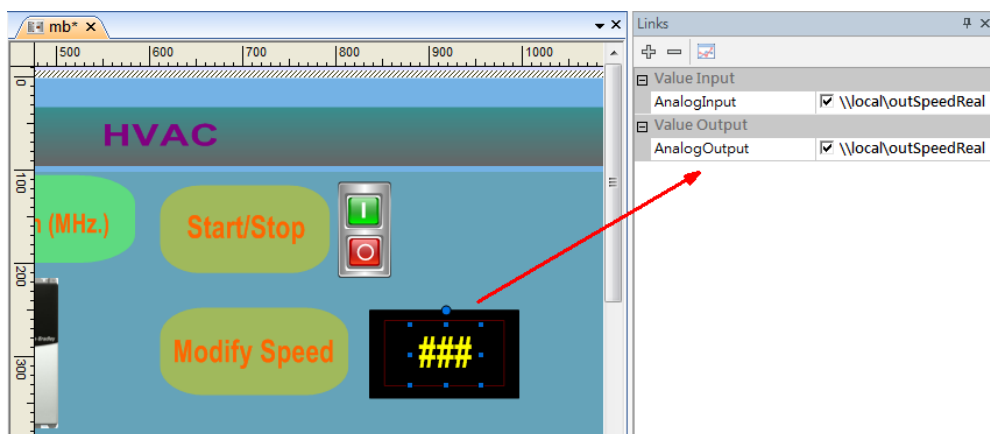 mb*
Links
500 600 700 800 900 1000
0
Value Input
AnalogInput \\local\outSpeedReal
HVAC
Value Output
AnalogOutput \\local\outSpeedReal
100
(MHz.)
Start/Stop
200
Modify Speed
###
300